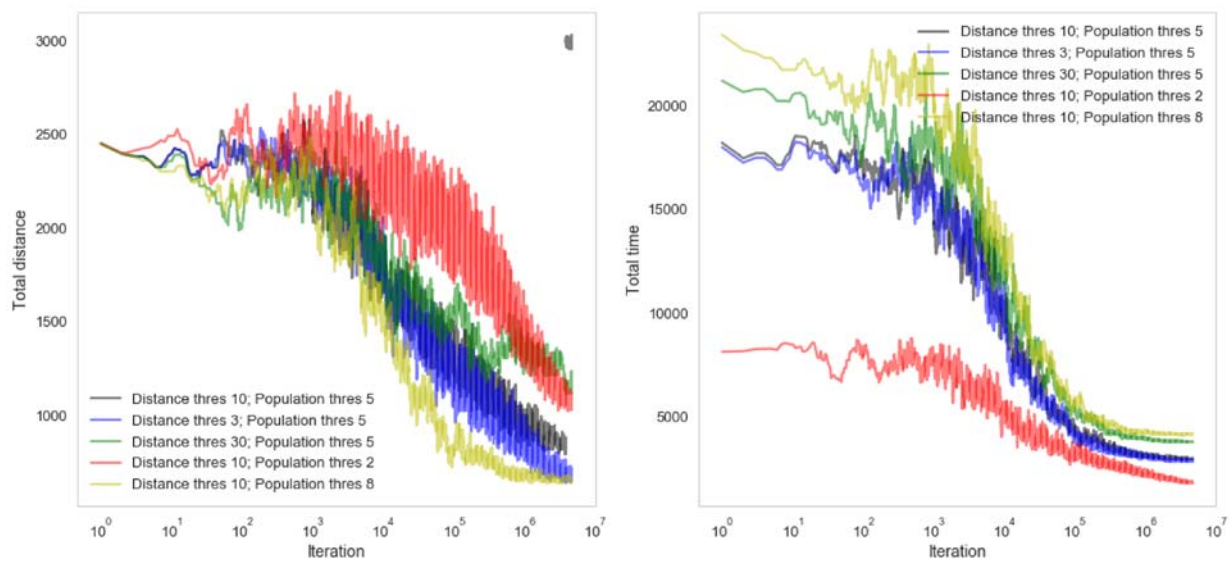 3000
2500
2000
1500
1000
Total distance
Distance thres 10; Population thres 5
Distance thres 3; Population thres 5
Distance thres 30; Population thres 5
Distance thres 10; Population thres 2
Distance thres 10; Population thres 8
10^0 10^1 10^2 10^3 10^4 10^5 10^6 10^7
Iteration
Distance thres 10; Population thres 5
Distance thres 3; Population thres 5
Distance thres 30; Population thres 5
Distance thres 10; Population thres 2
Distance thres 10; Population thres 8
20000
15000
10000
5000
Total time
10^0 10^1 10^2 10^3 10^4 10^5 10^6 10^7
Iteration